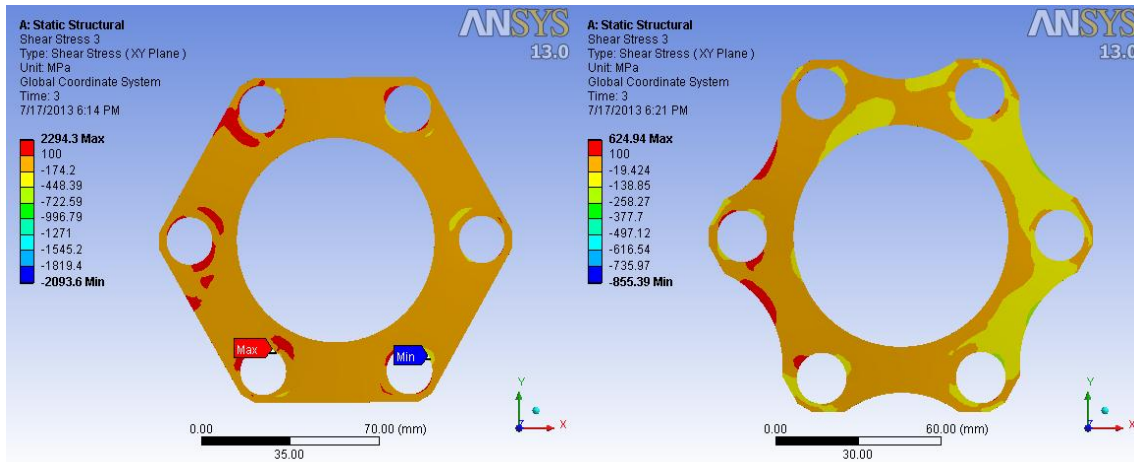 A: Static Structural
Shear Stress 3
Type: Shear Stress ( XY Plane )
Unit: MPa
Global Coordinate System
Time: 3
7/17/2013 6:14 PM
ANSYS
13.0
2294.3 Max
100
-174.2
-448.39
-722.59
-996.79
-1271
-1545.2
-1819.4
-2093.6 Min
Max
Min
Y
X
Z
0.00
70.00 (mm)
35.00
A: Static Structural
Shear Stress 3
Type: Shear Stress ( XY Plane )
Unit: MPa
Global Coordinate System
Time: 3
7/17/2013 6:21 PM
ANSYS
13.0
624.94 Max
100
-19.424
-138.85
-258.27
-377.7
-497.12
-616.54
-735.97
-855.39 Min
Y
X
Z
0.00
60.00 (mm)
30.00